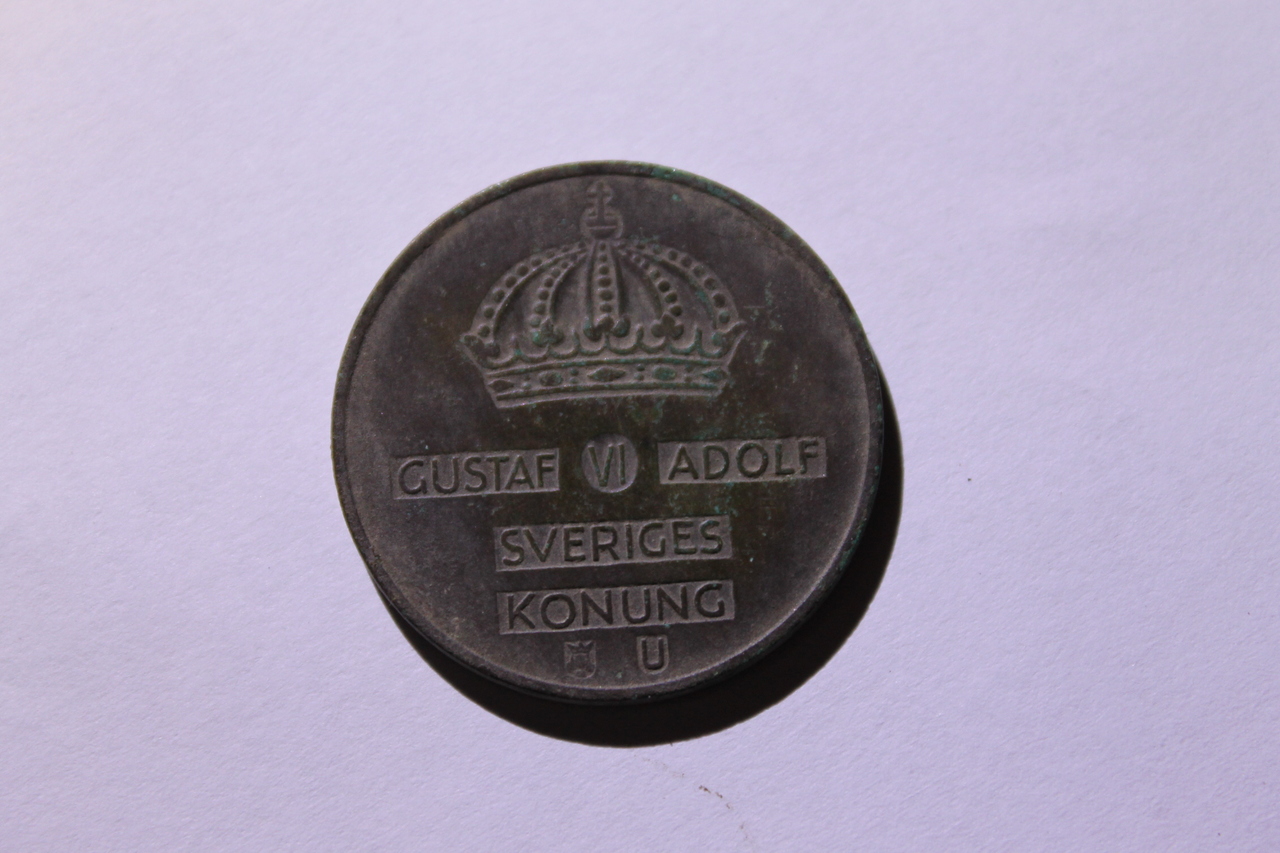 GUSTAF VI ADOLF
SVERIGES
KONUNG
U